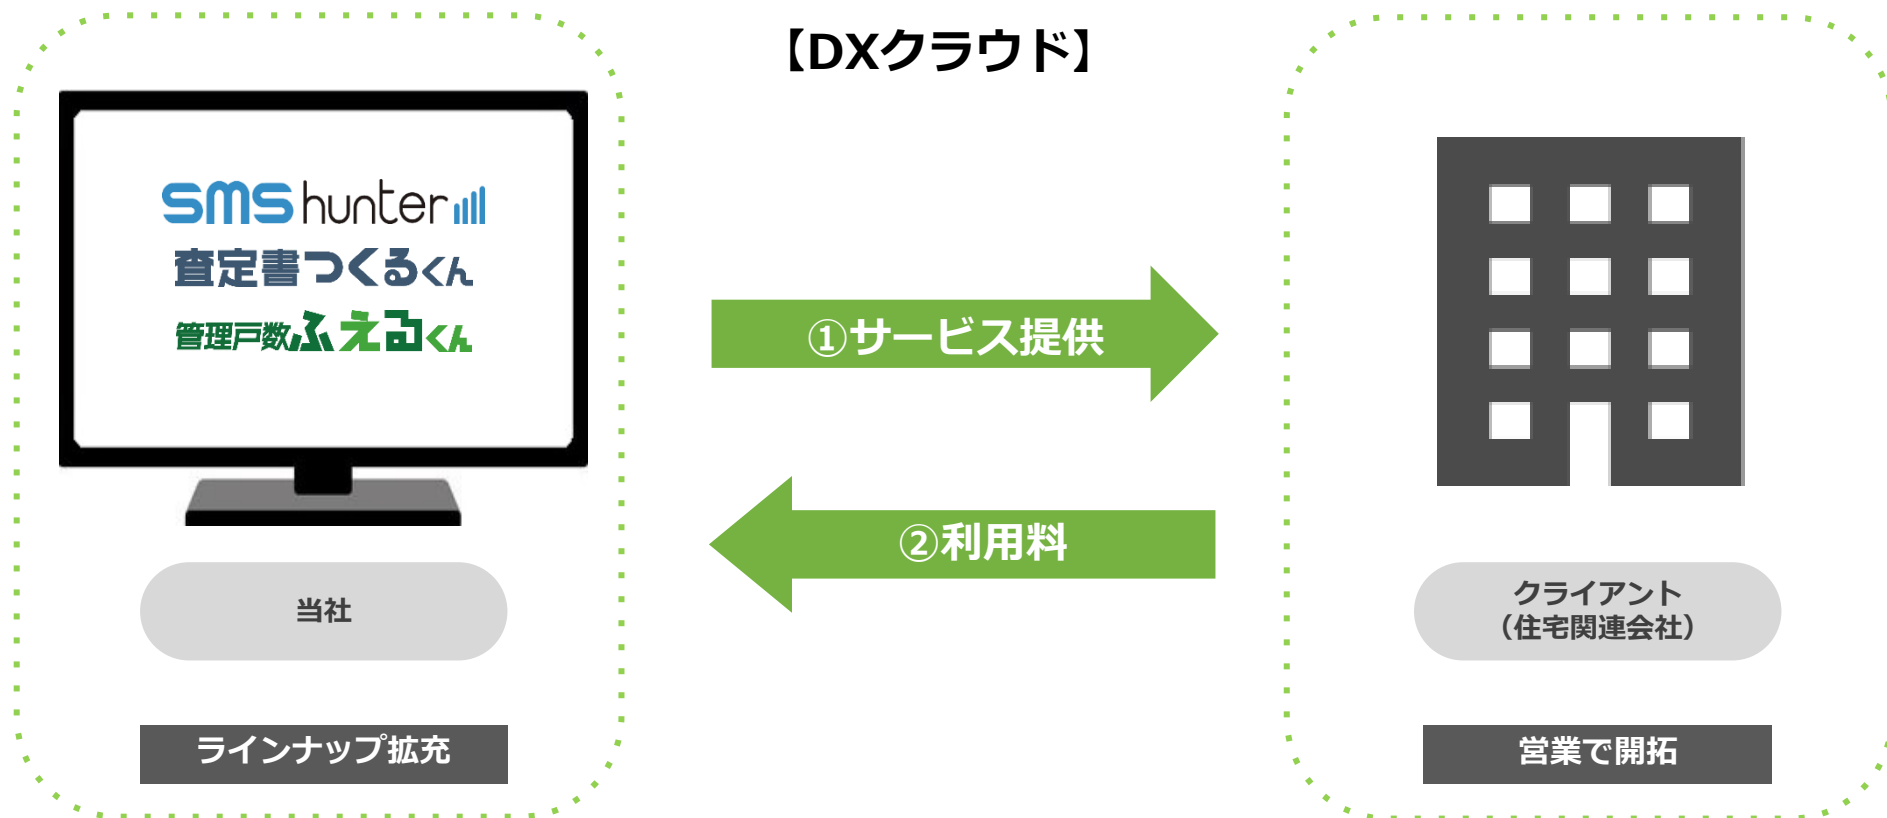 【DXクラウド】
SMS hunter
査定書つくるくん
管理戸数ふえるくん
①サービス提供
②利用料
当社
クライアント
（住宅関連会社）
ラインナップ拡充
営業で開拓